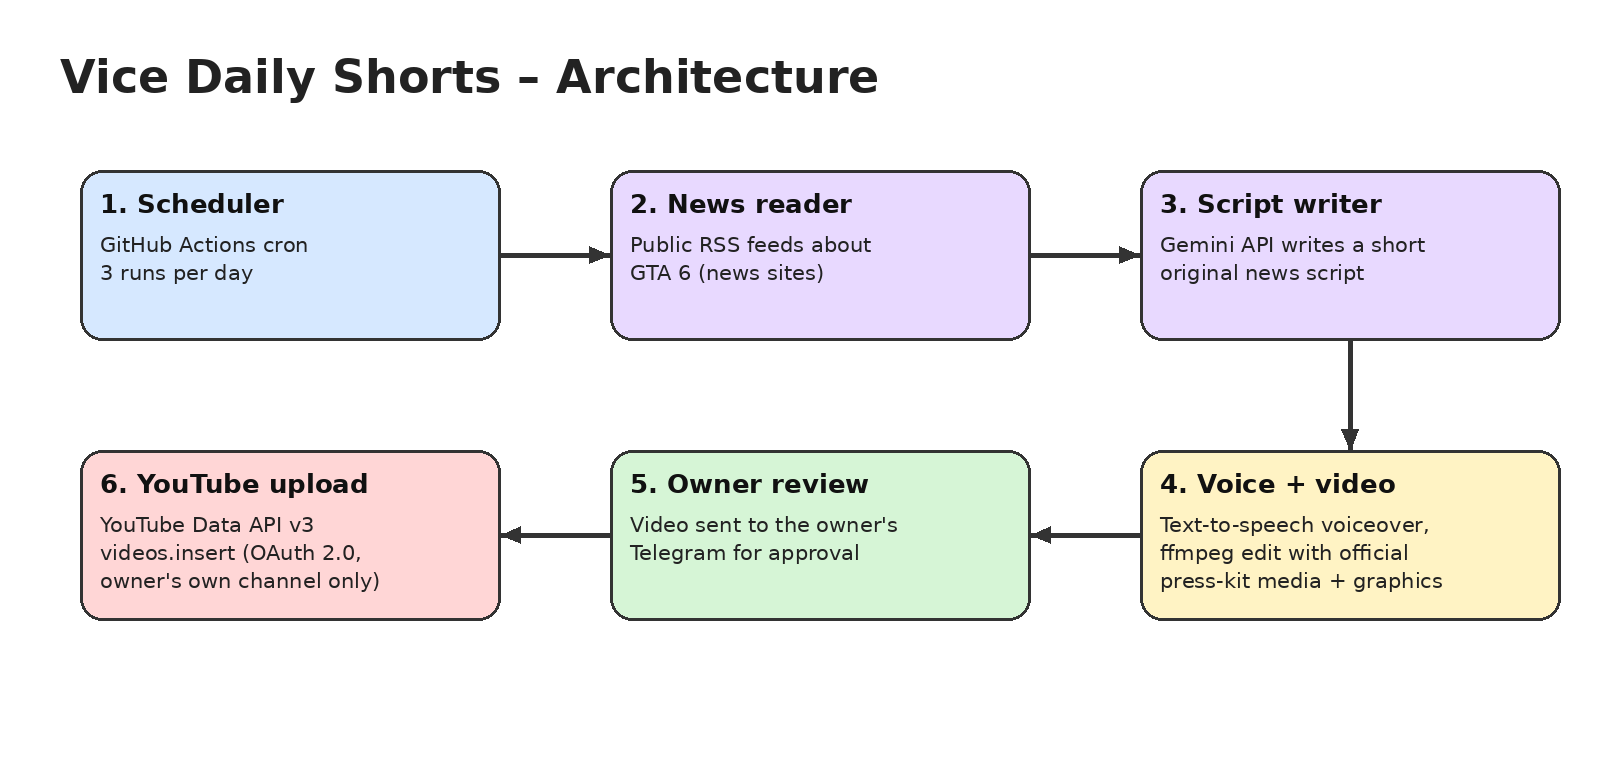 Vice Daily Shorts – Architecture
1. Scheduler
GitHub Actions cron
3 runs per day
2. News reader
Public RSS feeds about
GTA 6 (news sites)
3. Script writer
Gemini API writes a short
original news script
4. Voice + video
Text-to-speech voiceover,
ffmpeg edit with official
press-kit media + graphics
5. Owner review
Video sent to the owner's
Telegram for approval
6. YouTube upload
YouTube Data API v3
videos.insert (OAuth 2.0,
owner's own channel only)